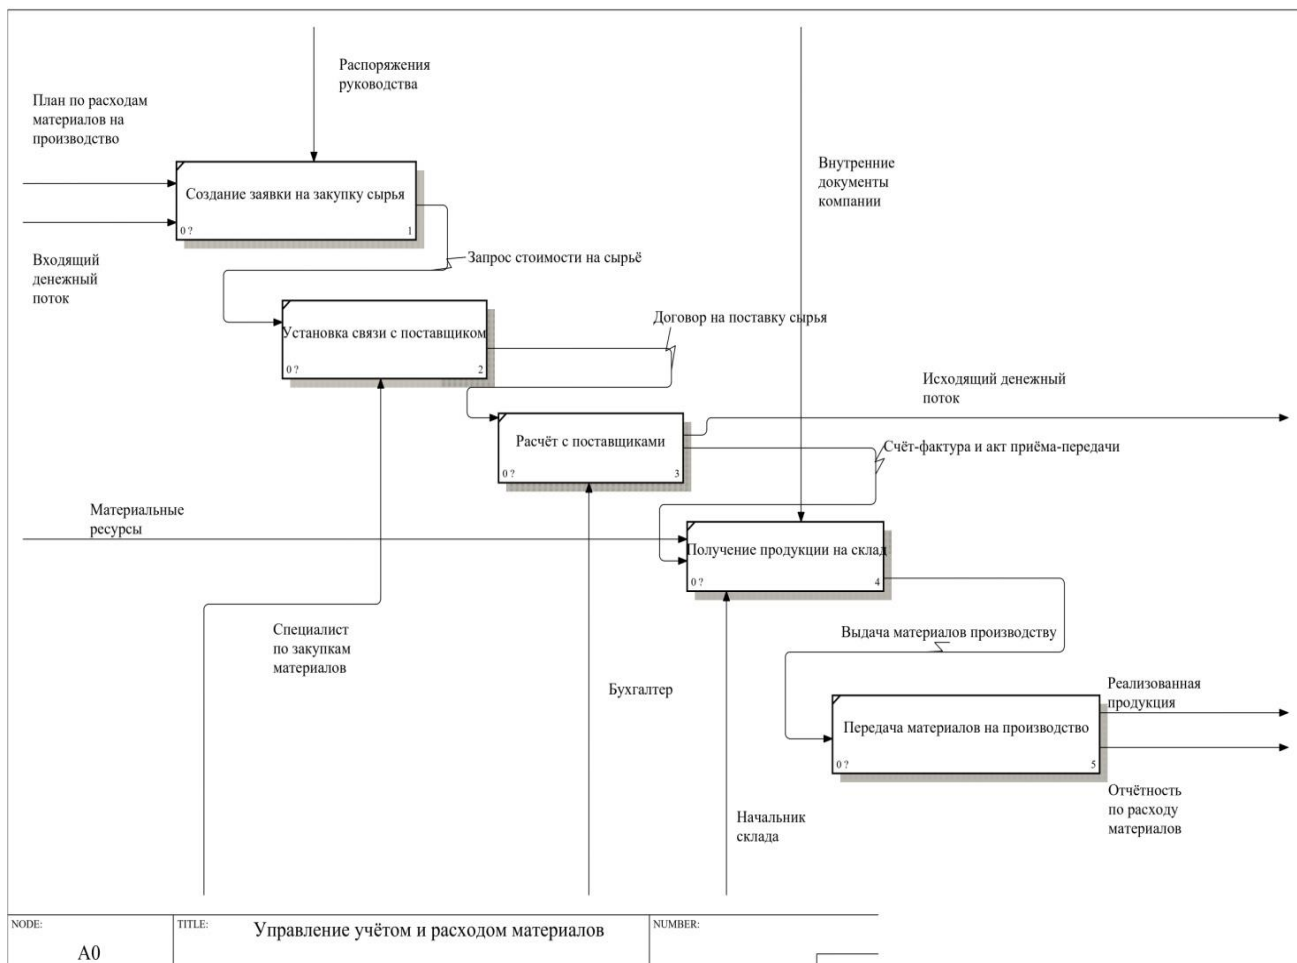 Распоряжения
руководства
План по расходам
материалов на
производство
Внутренние
документы
компании
Создание заявки на закупку сырья
0 ?
1
Входящий
денежный
поток
Запрос стоимости на сырьё
Договор на поставку сырья
Установка связи с поставщиком
0 ?
2
Исходящий денежный
поток
Расчёт с поставщиками
0 ?
3
Счёт-фактура и акт приёма-передачи
Материальные
ресурсы
Получение продукции на склад
0 ?
4
Специалист
по закупкам
материалов
Выдача материалов производству
Бухгалтер
Реализованная
продукция
Передача материалов на производство
0 ?
5
Отчётность
по расходу
материалов
Начальник
склада
NODE:
A0
TITLE:
Управление учётом и расходом материалов
NUMBER: